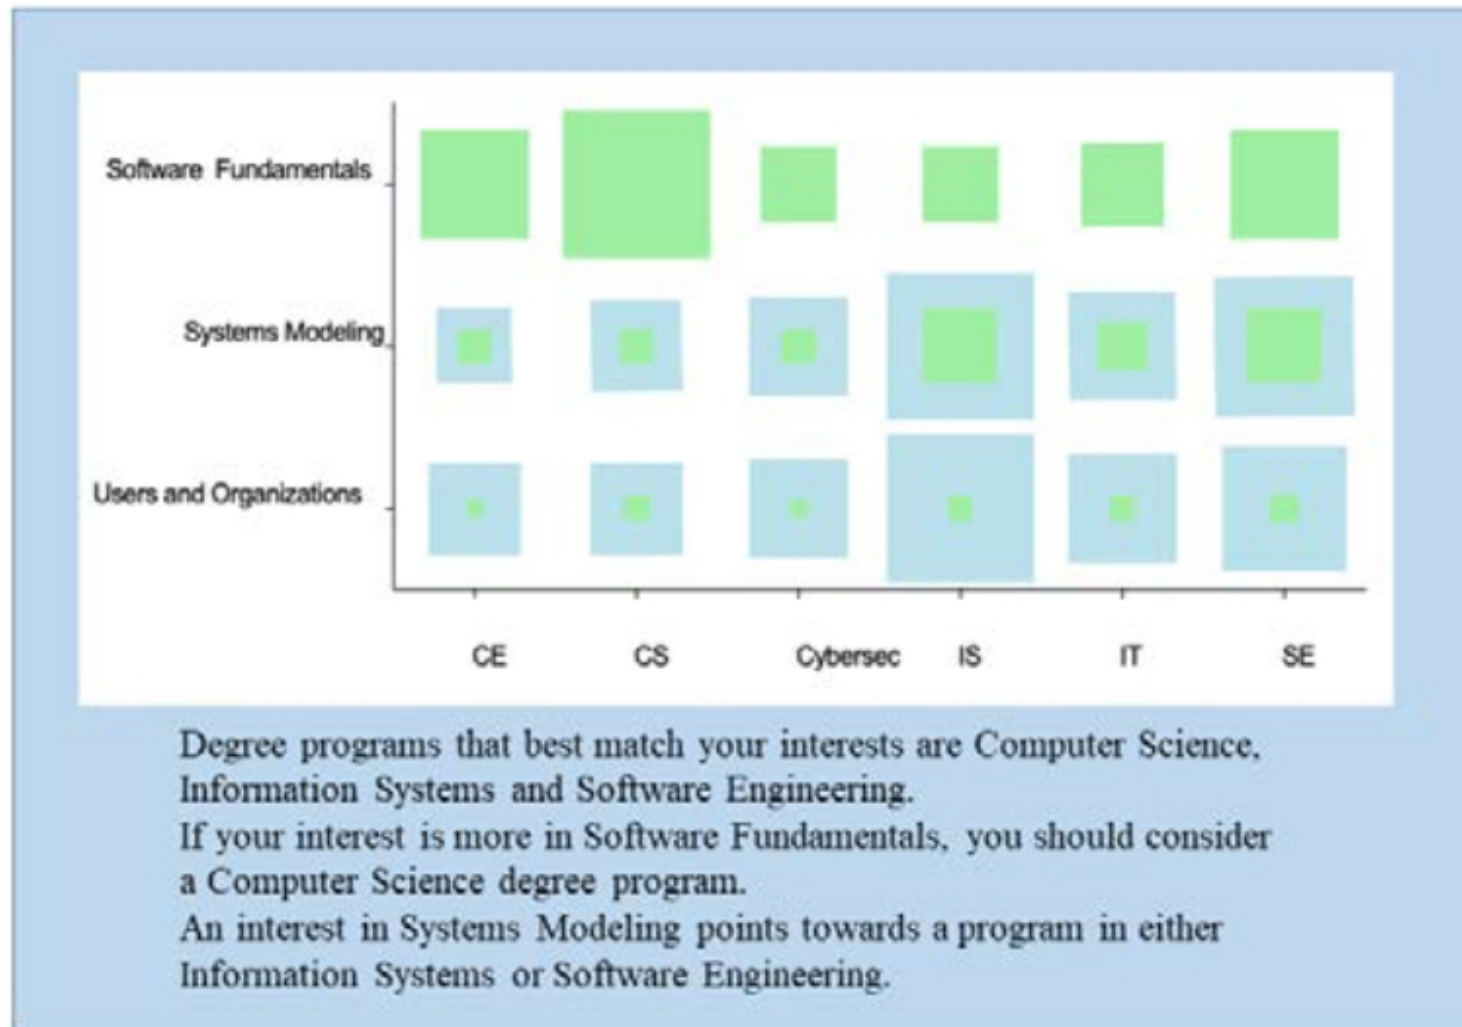 Software Fundamentals
Systems Modeling
Users and Organizations
CE CS Cybersec IS IT SE
Degree programs that best match your interests are Computer Science,
Information Systems and Software Engineering.
If your interest is more in Software Fundamentals, you should consider
a Computer Science degree program.
An interest in Systems Modeling points towards a program in either
Information Systems or Software Engineering.